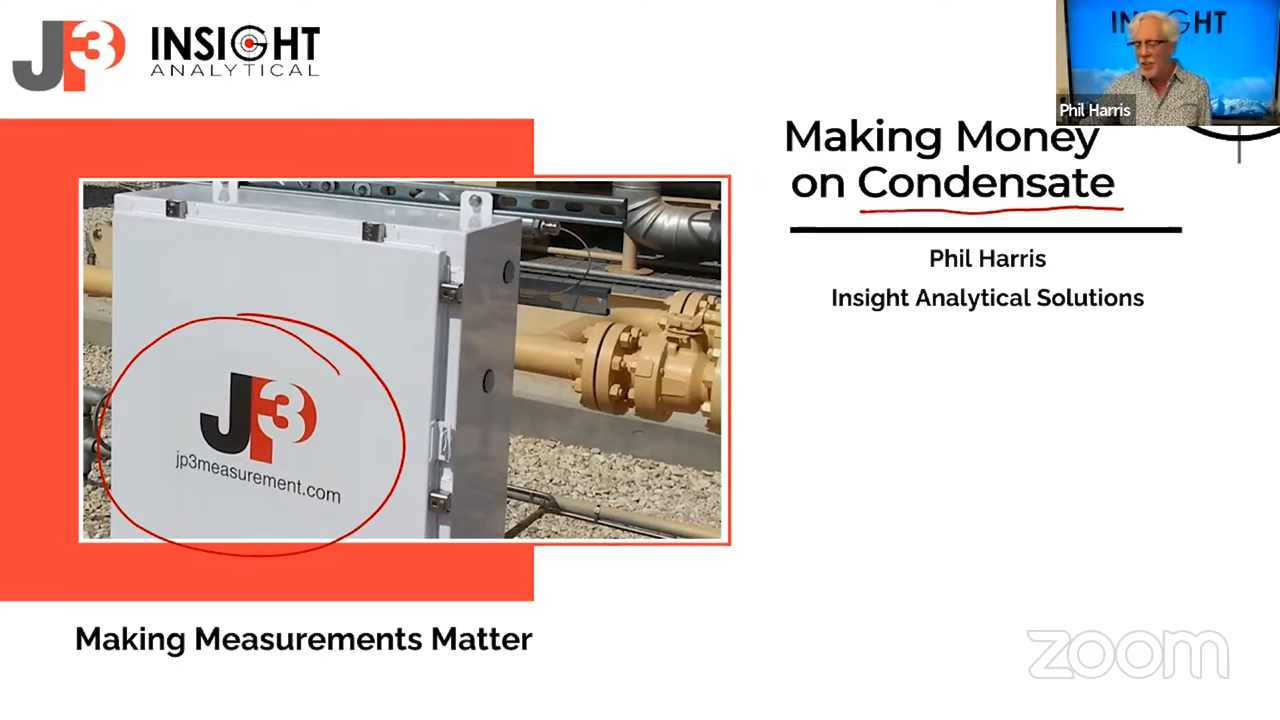 JP3
INSIGHT
ANALYTICAL
INSIGHT
Phil Harris
Making Money
on Condensate
Phil Harris
Insight Analytical Solutions
JP3
jp3measurement.com
Making Measurements Matter
zoom